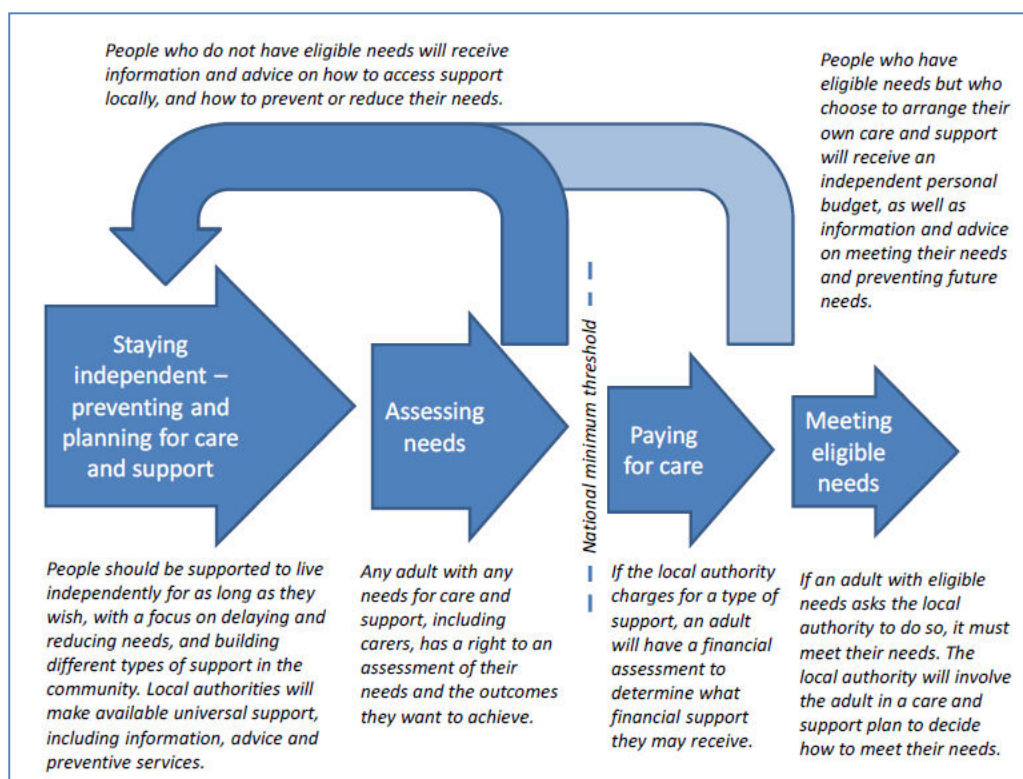 People who do not have eligible needs will receive
information and advice on how to access support
locally, and how to prevent or reduce their needs.
People who have
eligible needs but who
choose to arrange their
own care and support
will receive an
independent personal
budget, as well as
information and advice
on meeting their needs
and preventing future
needs.
Staying
independent –
preventing and
planning for care
and support
Assessing
needs
National minimum threshold
Paying
for care
Meeting
eligible
needs
People should be supported to live
independently for as long as they
wish, with a focus on delaying and
reducing needs, and building
different types of support in the
community. Local authorities will
make available universal support,
including information, advice and
preventive services.
Any adult with any
needs for care and
support, including
carers, has a right to an
assessment of their
needs and the outcomes
they want to achieve.
If the local authority
charges for a type of
support, an adult
will have a financial
assessment to
determine what
financial support
they may receive.
If an adult with eligible
needs asks the local
authority to do so, it must
meet their needs. The
local authority will involve
the adult in a care and
support plan to decide
how to meet their needs.